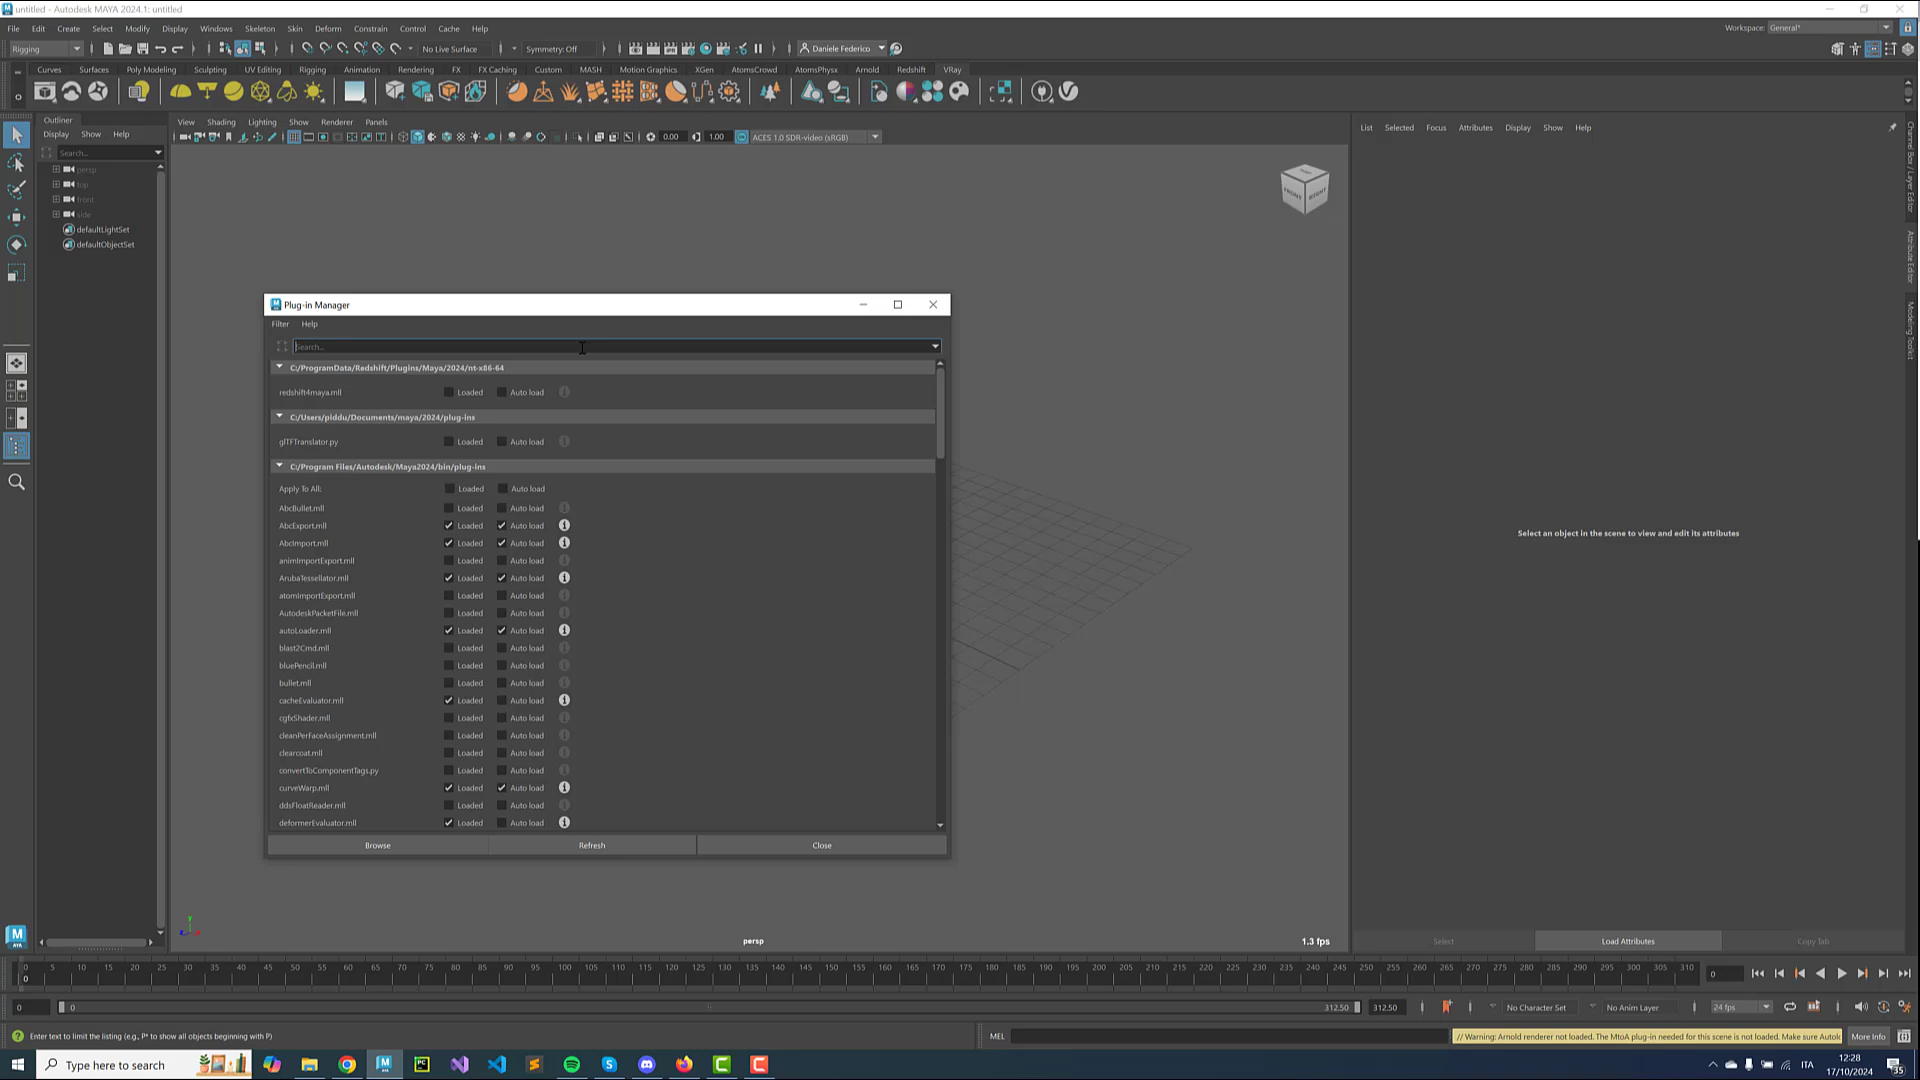 untitled - Autodesk MAYA 2024.1: untitled
File Edit Create Select Modify Display Windows Skeleton Skin Deform Constrain Control Cache Help
Workspace: General*
Rigging No Live Surface Symmetry: Off Daniele Federico
Curves Surfaces Poly Modeling Sculpting UV Editing Rigging Animation Rendering FX FX Caching Custom MASH Motion Graphics XGen AtomsCrowd AtomsPhysx Arnold Redshift VRay
Outliner
Display Show Help
Search...
persp
top
front
side
defaultLightSet
defaultObjectSet
View Shading Lighting Show Renderer Panels
0.00 1.00 ACES 1.0 SDR-video (sRGB)
FRONT RIGHT
List Selected Focus Attributes Display Show Help
Channel Box / Layer Editor
Attribute Editor
Modeling Toolkit
Plug-in Manager
Filter Help
Search...
C:/ProgramData/Redshift/Plugins/Maya/2024/nt-x86-64
redshift4maya.mll Loaded Auto load
C:/Users/piddu/Documents/maya/2024/plug-ins
glTFTranslator.py Loaded Auto load
C:/Program Files/Autodesk/Maya2024/bin/plug-ins
Apply To All: Loaded Auto load
AbcBullet.mll Loaded Auto load
AbcExport.mll Loaded Auto load
AbcImport.mll Loaded Auto load
animImportExport.mll Loaded Auto load
ArubaTessellator.mll Loaded Auto load
atomImportExport.mll Loaded Auto load
AutodeskPacketFile.mll Loaded Auto load
autoLoader.mll Loaded Auto load
blast2Cmd.mll Loaded Auto load
bluePencil.mll Loaded Auto load
bullet.mll Loaded Auto load
cacheEvaluator.mll Loaded Auto load
cgfxShader.mll Loaded Auto load
cleanPerFaceAssignment.mll Loaded Auto load
clearcoat.mll Loaded Auto load
convertToComponentTags.py Loaded Auto load
curveWarp.mll Loaded Auto load
ddsFloatReader.mll Loaded Auto load
deformerEvaluator.mll Loaded Auto load
Browse Refresh Close
Select an object in the scene to view and edit its attributes
persp
1.3 fps
Select Load Attributes Copy Tab
0 5 10 15 20 25 30 35 40 45 50 55 60 65 70 75 80 85 90 95 100 105 110 115 120 125 130 135 140 145 150 155 160 165 170 175 180 185 190 195 200 205 210 215 220 225 230 235 240 245 250 255 260 265 270 275 280 285 290 295 300 305 310
0 0
0 0 312.50 312.50 No Character Set No Anim Layer 24 fps
Enter text to limit the listing (e.g., P* to show all objects beginning with P)
MEL
// Warning: Arnold renderer not loaded. The MtoA plug-in needed for this scene is not loaded. Make sure Autolo
More Info
M
AYA
Type here to search
ITA
12:28
17/10/2024
35